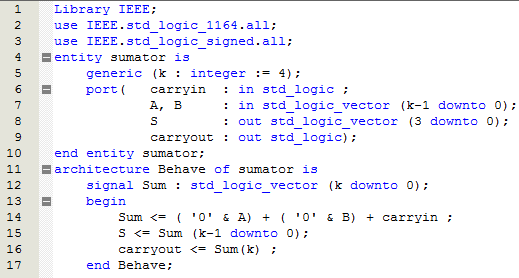 1 Library IEEE;
2 use IEEE.std_logic_1164.all;
3 use IEEE.std_logic_signed.all;
4 entity sumator is
5 generic (k : integer := 4);
6 port( carryin : in std_logic ;
7 A, B : in std_logic_vector (k-1 downto 0);
8 S : out std_logic_vector (3 downto 0);
9 carryout : out std_logic);
10 end entity sumator;
11 architecture Behave of sumator is
12 signal Sum : std_logic_vector (k downto 0);
13 begin
14 Sum <= ( '0' & A) + ( '0' & B) + carryin ;
15 S <= Sum (k-1 downto 0);
16 carryout <= Sum(k) ;
17 end Behave;